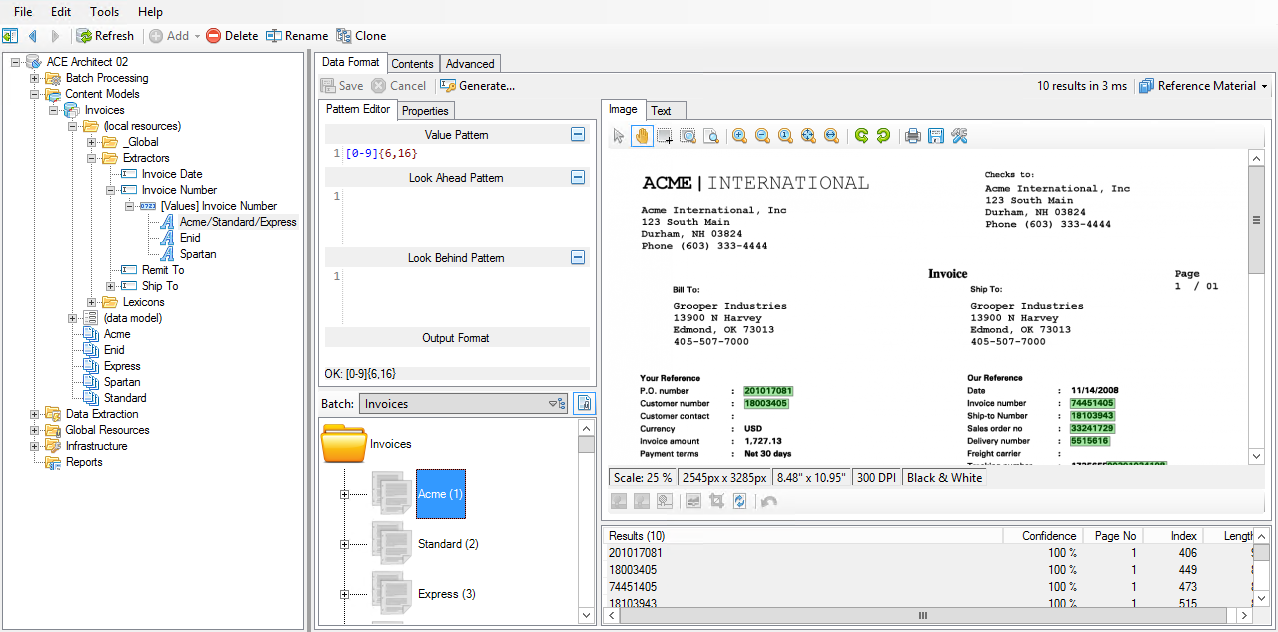 File Edit Tools Help
Refresh Add Delete Rename Clone
ACE Architect 02
Batch Processing
Content Models
Invoices
(local resources)
_Global
Extractors
Invoice Date
Invoice Number
0723 [Values] Invoice Number
Acme/Standard/Express
Enid
Spartan
Remit To
Ship To
Lexicons
(data model)
Acme
Enid
Express
Spartan
Standard
Data Extraction
Global Resources
Infrastructure
Reports
Data Format Contents Advanced
Save Cancel Generate... 10 results in 3 ms Reference Material
Pattern Editor Properties
Value Pattern
1 [0-9]{6,16}
Look Ahead Pattern
1
Look Behind Pattern
1
Output Format
OK: [0-9]{6,16}
Batch: Invoices
Invoices
Acme (1)
Standard (2)
Express (3)
Image Text
ACME | INTERNATIONAL
Acme International, Inc
123 South Main
Durham, NH 03824
Phone (603) 333-4444
Checks to:
Acme International, Inc
123 South Main
Durham, NH 03824
Phone (603) 333-4444
Invoice
Page
1 / 01
Bill To:
Grooper Industries
13900 N Harvey
Edmond, OK 73013
405-507-7000
Ship To:
Grooper Industries
13900 N Harvey
Edmond, OK 73013
405-507-7000
Your Reference
P.O. number : 201017081
Customer number : 18003405
Customer contact :
Currency : USD
Invoice amount : 1,727.13
Payment terms : Net 30 days
Our Reference
Date : 11/14/2008
Invoice number : 74451405
Ship-to Number : 18103943
Sales order no : 33241729
Delivery number : 5515616
Freight carrier :
Scale: 25 % 2545px x 3285px 8.48" x 10.95" 300 DPI Black & White
Results (10) Confidence Page No Index Length
201017081 100 % 1 406
18003405 100 % 1 449
74451405 100 % 1 473
18103943 100 % 1 515